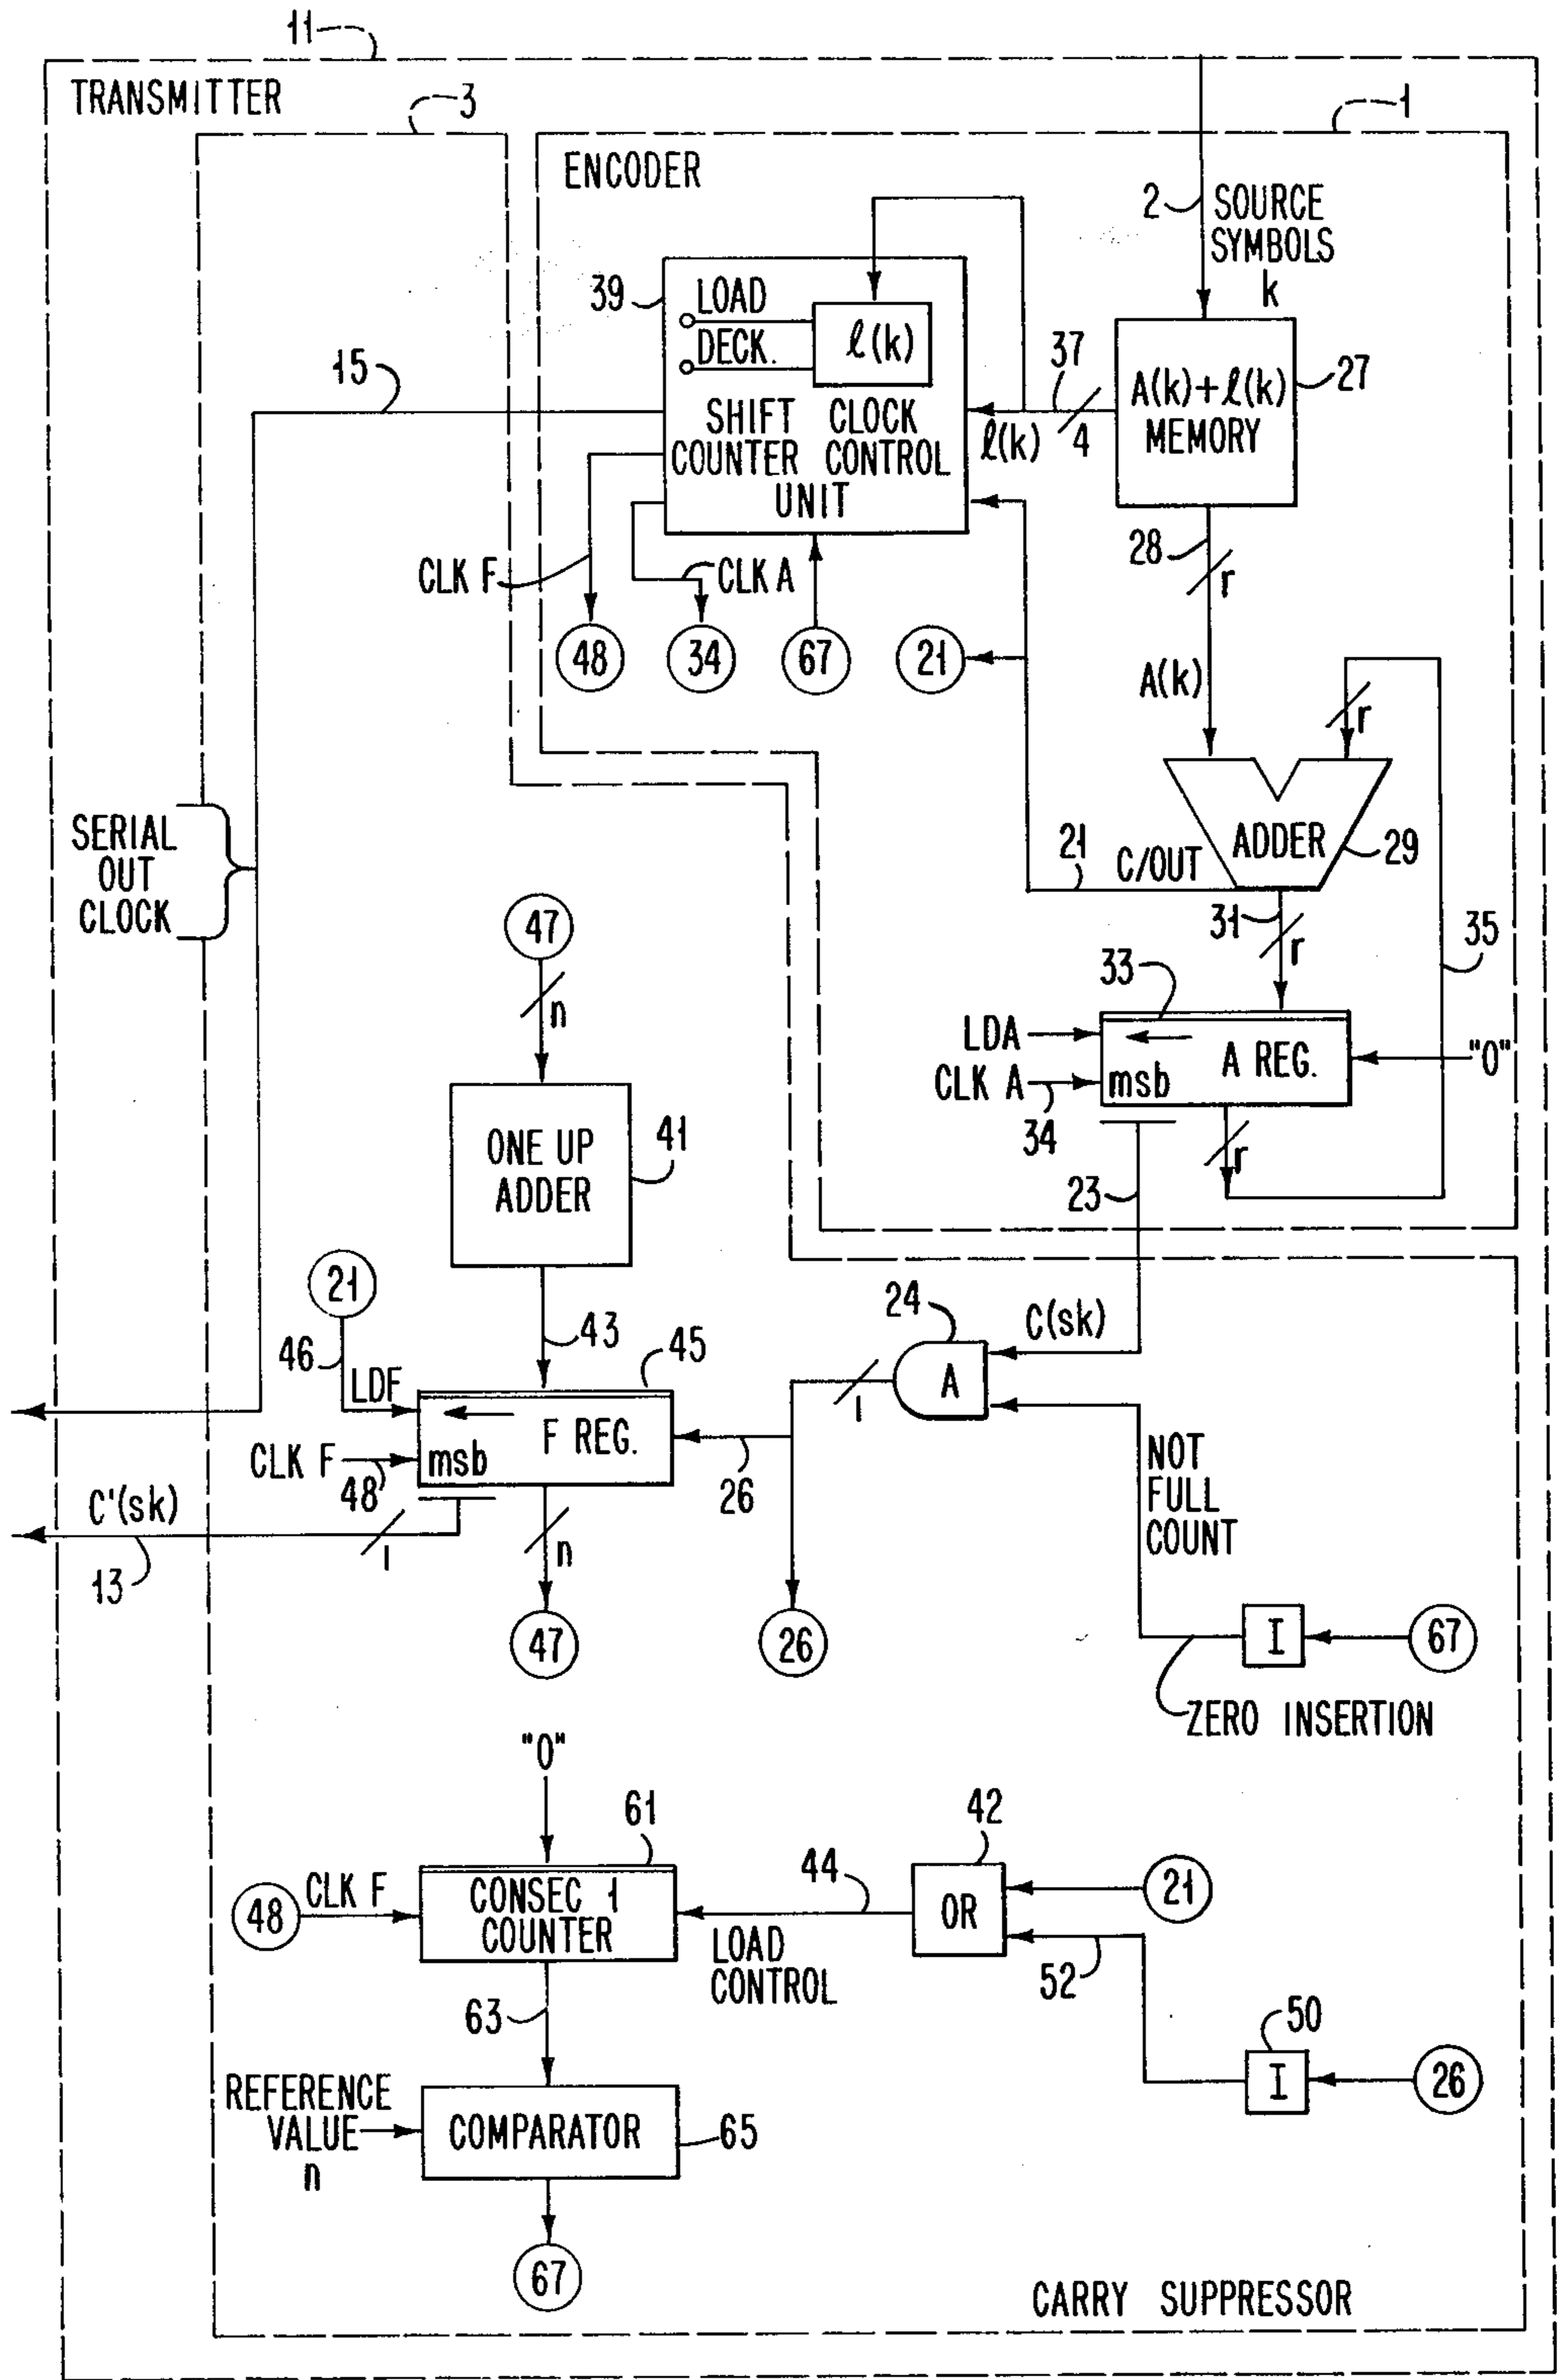 11
TRANSMITTER
3
1
ENCODER
2
SOURCE
SYMBOLS
k
39
LOAD
DECK.
ℓ(k)
15
37
A(k)+ℓ(k)
MEMORY
27
SHIFT CLOCK
COUNTER CONTROL
UNIT
ℓ(k)
4
28
r
CLK F
CLK A
48
34
67
21
A(k)
r
SERIAL
OUT
CLOCK
ADDER
29
21
C/OUT
31
r
35
47
n
33
LDA
CLK A
msb
A REG.
"0"
34
r
ONE UP
ADDER
41
23
21
43
24
C(sk)
46
LDF
45
A
1
F REG.
CLK F
msb
48
26
NOT
FULL
COUNT
C'(sk)
1
n
13
47
26
I
67
ZERO INSERTION
"0"
61
42
44
21
48
CLK F
CONSEC 1
COUNTER
OR
LOAD
CONTROL
52
63
50
I
26
REFERENCE
VALUE
n
COMPARATOR
65
67
CARRY SUPPRESSOR